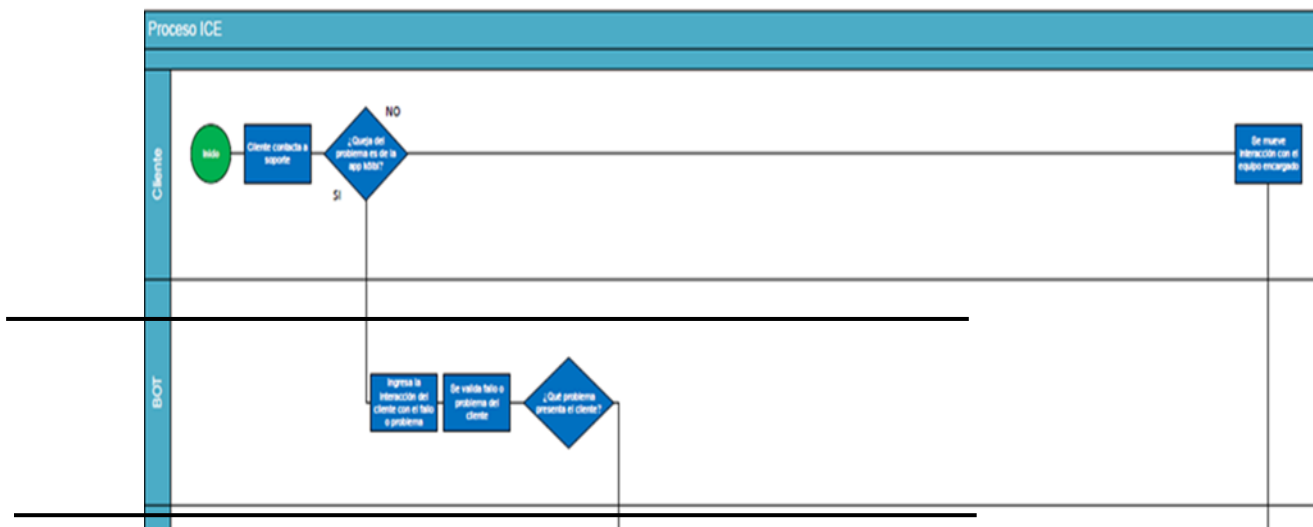 Proceso ICE
Cliente
Inicio
Cliente contacta a
soporte
NO
¿Queja del
problema es de la
app kölbi?
SI
Se mueve
interacción con el
equipo encargado
BOT
Ingresa la
interacción del
cliente con el fallo
o problema
Se valida fallo o
problema del
cliente
¿Qué problema
presenta el cliente?